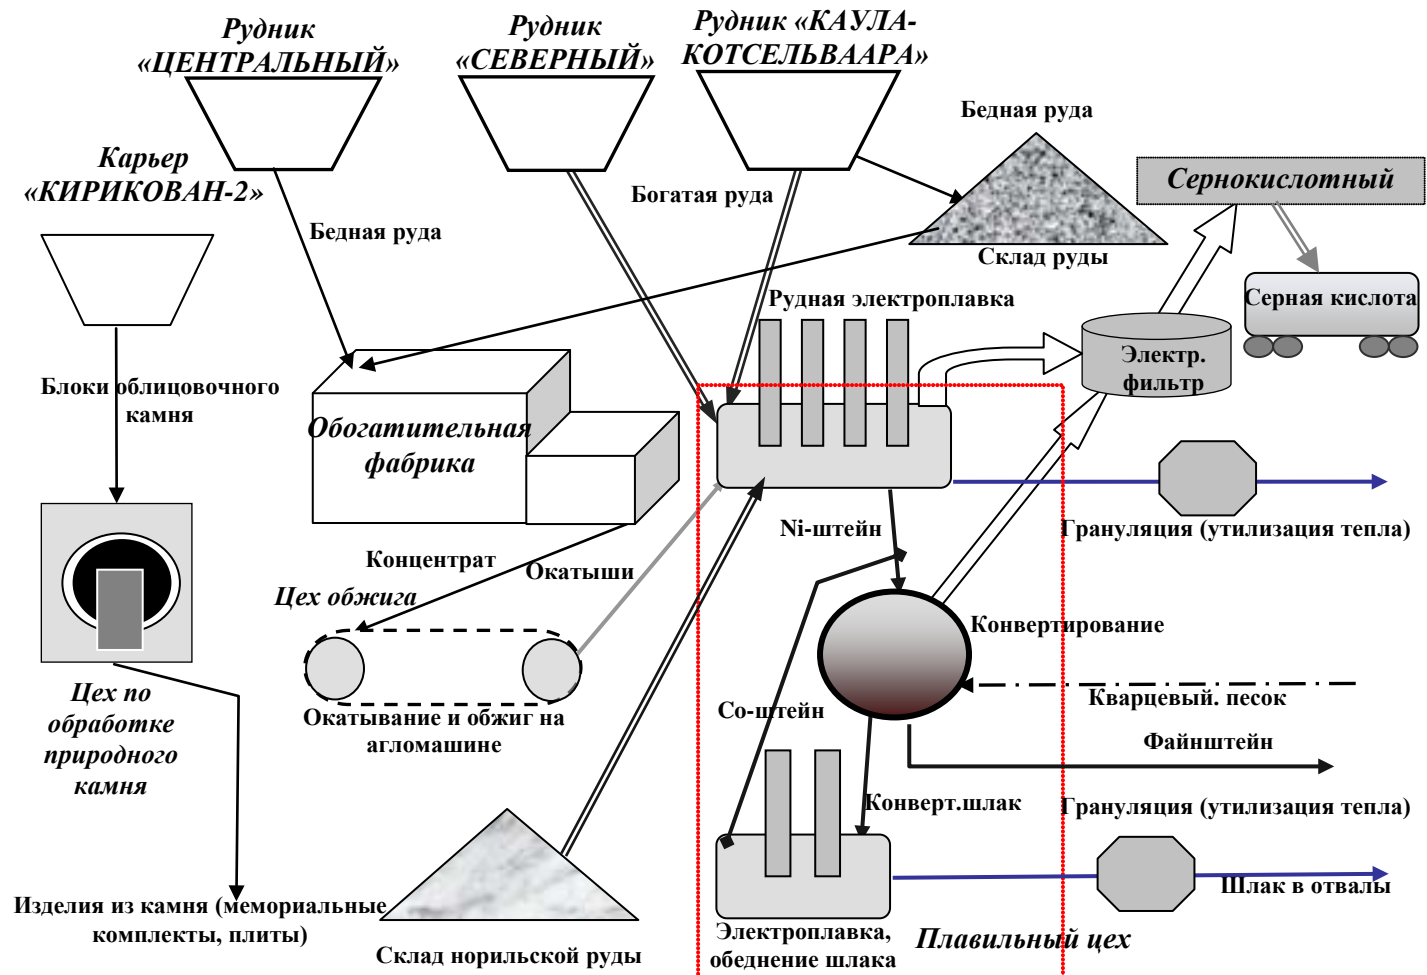 Рудник
«ЦЕНТРАЛЬНЫЙ»
Рудник
«СЕВЕРНЫЙ»
Рудник «КАУЛА-
КОТСЕЛЬВААРА»
Бедная руда
Карьер
«КИРИКОВАН-2»
Сернокислотный
Богатая руда
Бедная руда
Склад руды
Рудная электроплавка
Серная кислота
Электр.
фильтр
Блоки облицовочного
камня
Обогатительная
фабрика
Ni-штейн
Грануляция (утилизация тепла)
Концентрат
Окатыши
Цех обжига
Конвертирование
Кварцевый. песок
Цех по
обработке
природного
камня
Окатывание и обжиг на
агломашине
Со-штейн
Файнштейн
Конверт.шлак
Грануляция (утилизация тепла)
Шлак в отвалы
Изделия из камня (мемориальные
комплекты, плиты)
Склад норильской руды
Электроплавка,
обеднение шлака
Плавильный цех